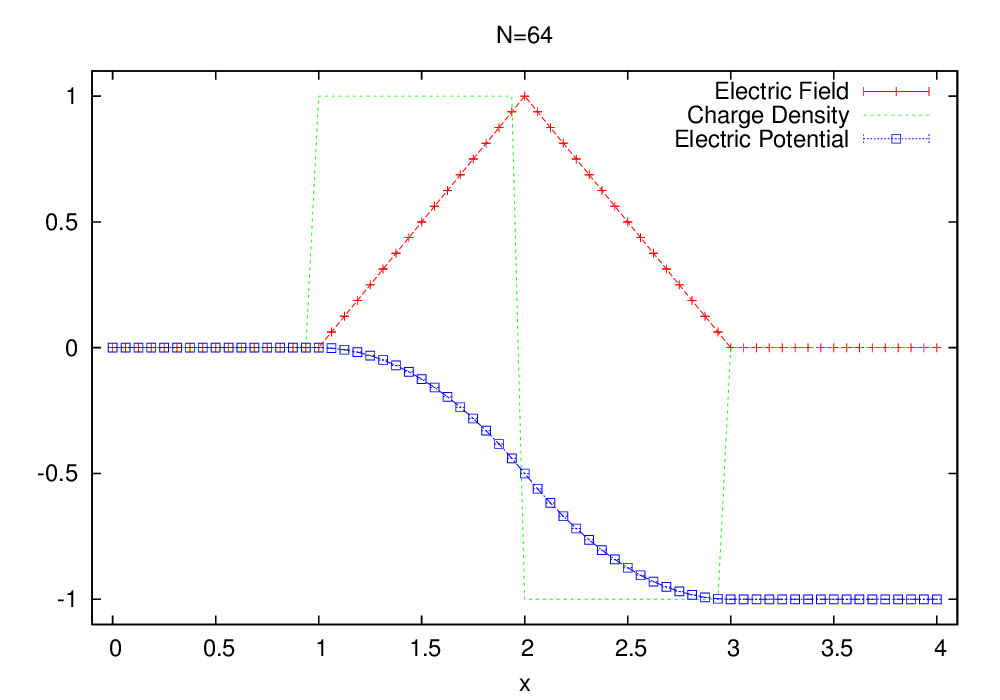 N=64
Electric Field
Charge Density
Electric Potential
1
0.5
0
-0.5
-1
0 0.5 1 1.5 2 2.5 3 3.5 4
x